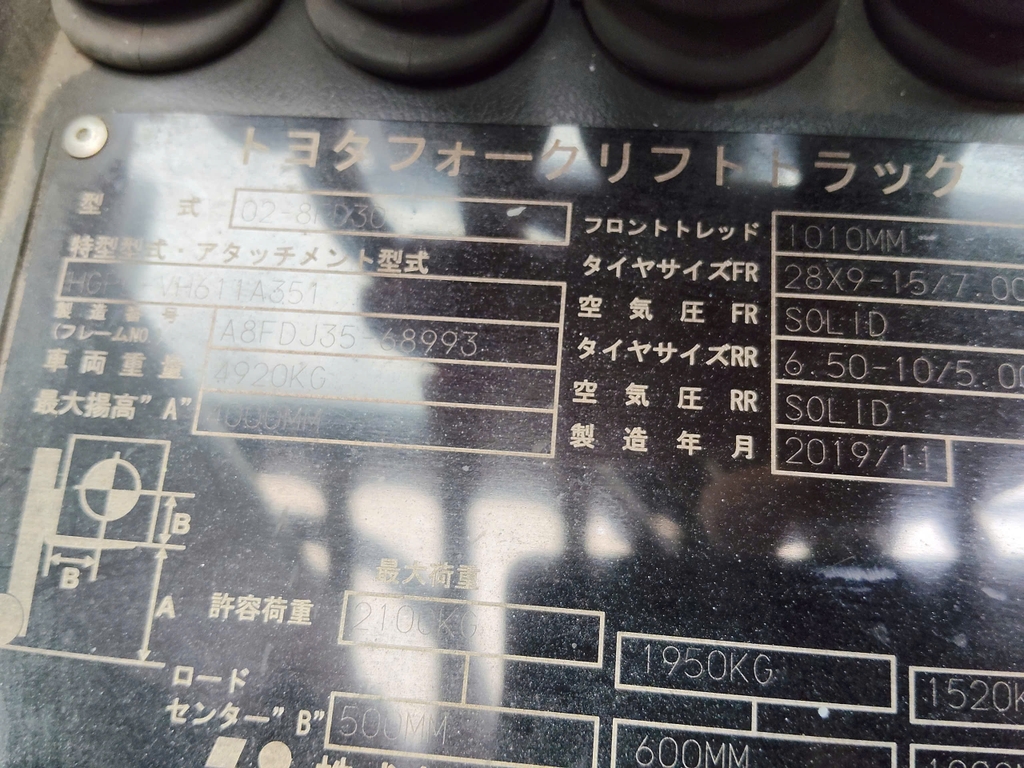 トヨタフォークリフトトラック
型 式
フロントトレッド 1010MM
特型型式・アタッチメント型式
タイヤサイズFR 28X9-15/7.00
VH611A351
空気圧FR SOLID
製造番号
(フレームNO A8FDJ35-68993
タイヤサイズRR 6.50-10/5.00
車両重量 4920KG
空気圧RR SOLID
最大揚高"A"
製造年月 2019/11
B
B
A
最大荷重
許容荷重 2100KG 1950KG 1520K
ロード
センター"B" 500MM 600MM